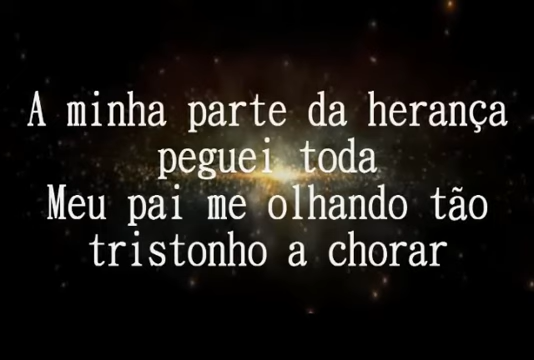 A minha parte da herança
peguei toda
Meu pai me olhando tão
tristonho a chorar